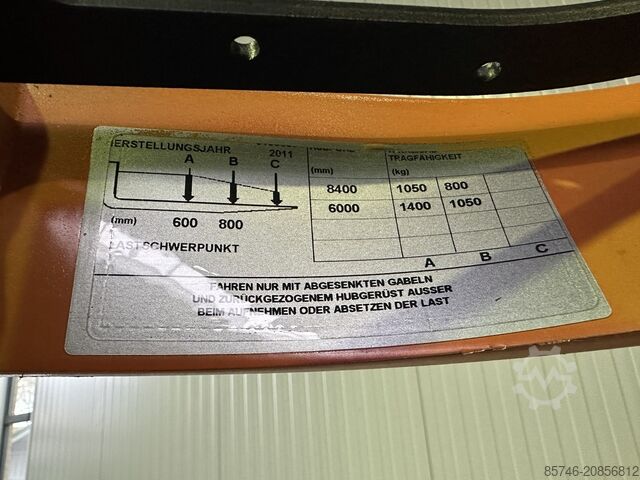 ERSTELLUNGSJAHR 2011
A B C
(mm) 600 800
LASTSCHWERPUNKT
TRAGFÄHIGKEIT
(mm) (kg)
8400 1050 800
6000 1400 1050
A B C
FAHREN NUR MIT ABGESENKTEN GABELN
UND ZURÜCKGEZOGENEM HUBGERÜST AUSSER
BEIM AUFNEHMEN ODER ABSETZEN DER LAST
85746-20856812